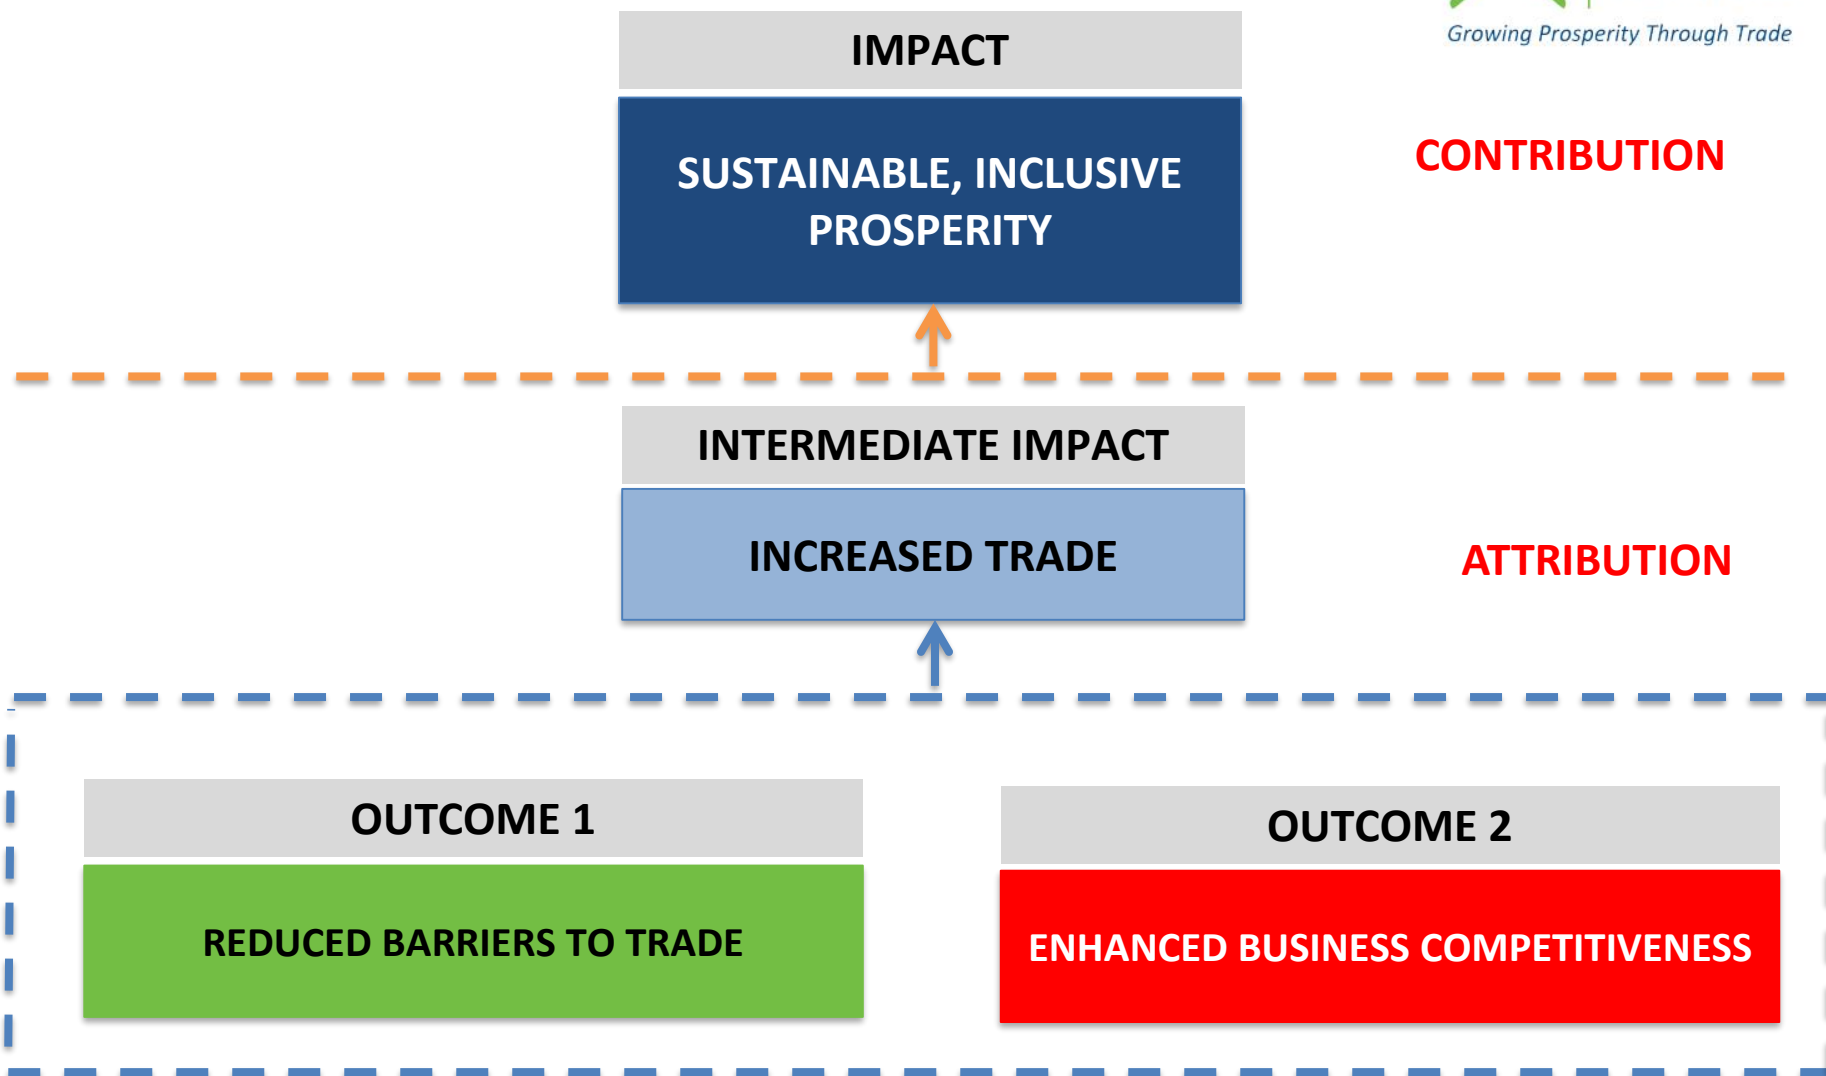 Growing Prosperity Through Trade
IMPACT
SUSTAINABLE, INCLUSIVE
PROSPERITY
CONTRIBUTION
INTERMEDIATE IMPACT
INCREASED TRADE
ATTRIBUTION
OUTCOME 1
REDUCED BARRIERS TO TRADE
OUTCOME 2
ENHANCED BUSINESS COMPETITIVENESS